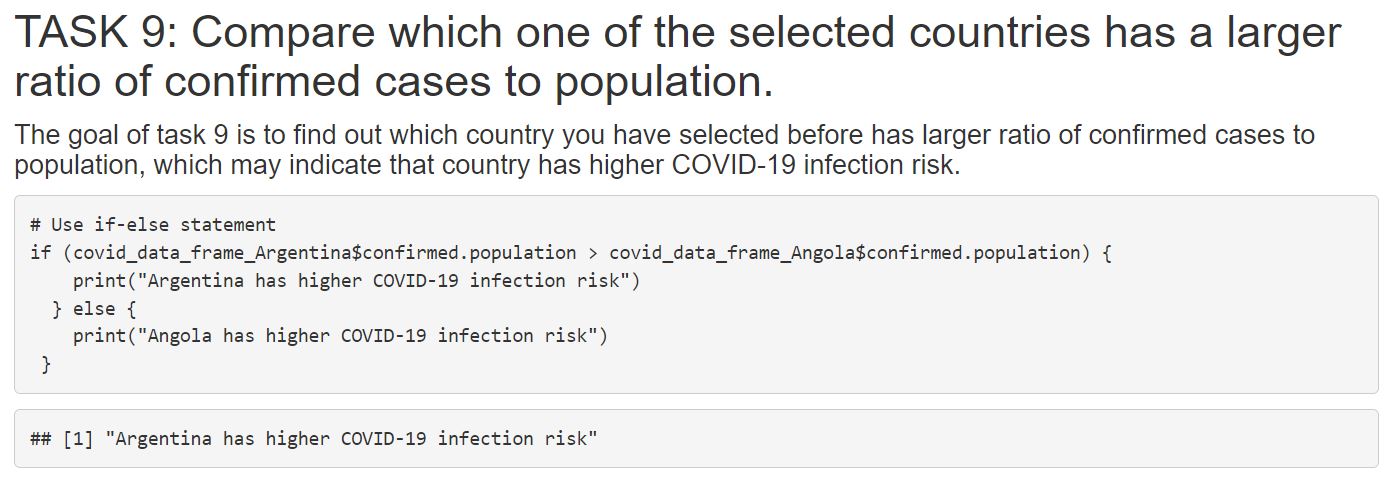 TASK 9: Compare which one of the selected countries has a larger
ratio of confirmed cases to population.
The goal of task 9 is to find out which country you have selected before has larger ratio of confirmed cases to
population, which may indicate that country has higher COVID-19 infection risk.
# Use if-else statement
if (covid_data_frame_Argentina$confirmed.population > covid_data_frame_Angola$confirmed.population) {
    print("Argentina has higher COVID-19 infection risk")
  } else {
    print("Angola has higher COVID-19 infection risk")
 }
## [1] "Argentina has higher COVID-19 infection risk"